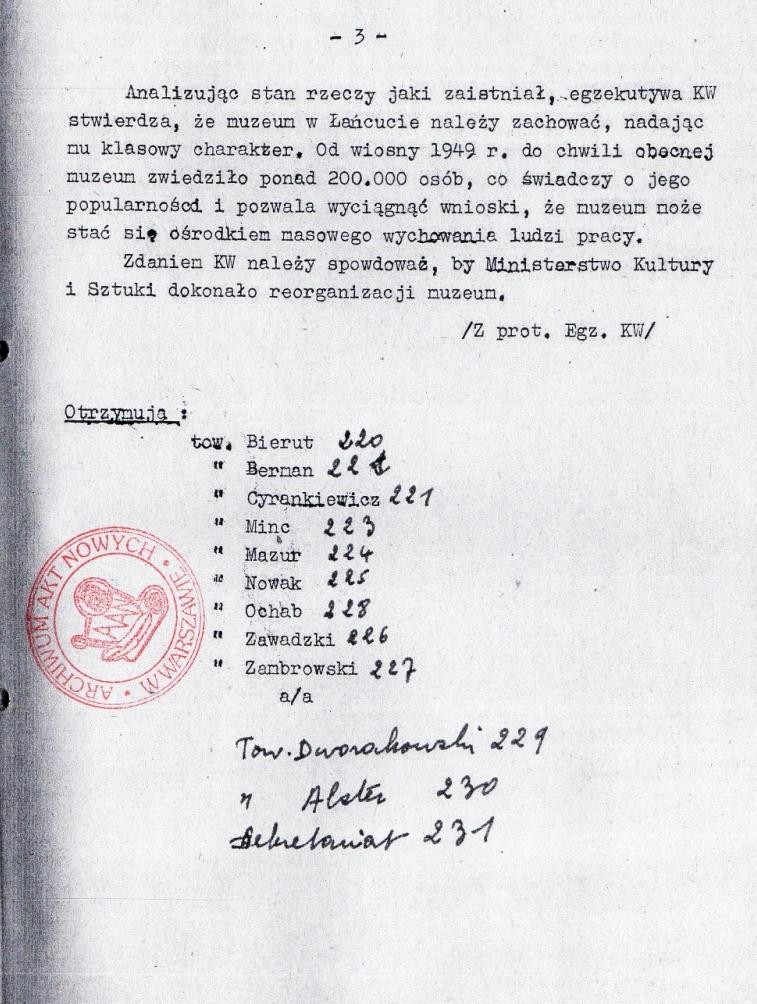 - 3 -
Analizując stan rzeczy jaki zaistniał, egzekutywa KW
stwierdza, że muzeum w Łańcucie należy zachować, nadając
mu klasowy charakter. Od wiosny 1949 r. do chwili obecnej
muzeum zwiedziło ponad 200.000 osób, co świadczy o jego
popularności i pozwala wyciągnąć wnioski, że muzeum może
stać się ośrodkiem masowego wychowania ludzi pracy.
Zdaniem KW należy spowdować, by Ministerstwo Kultury
i Sztuki dokonało reorganizacji muzeum.
/Z prot. Egz. KW/
Otrzymują :
tow. Bierut 220
" Berman 222
" Cyrankiewicz 221
" Minc 223
" Mazur 224
" Nowak 225
" Ochab 228
" Zawadzki 226
" Zambrowski 227
a/a
Tow. Dworakowski 229
" Alster 230
Sekretariat 231
ARCHIWUM AKT NOWYCH • W WARSZAWIE •
AAN